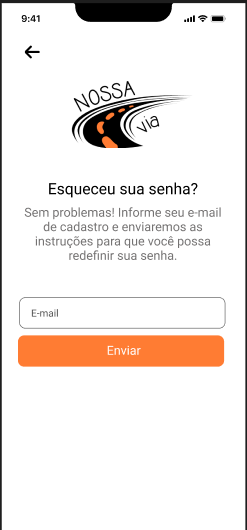 9:41
NOSSA
via
Esqueceu sua senha?
Sem problemas! Informe seu e-mail
de cadastro e enviaremos as
instruções para que você possa
redefinir sua senha.
E-mail
Enviar